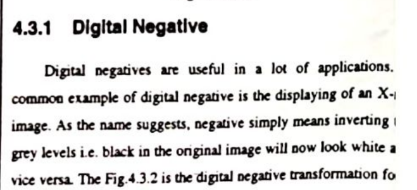 4.3.1 Digital Negative
Digital negatives are useful in a lot of applications.
common example of digital negative is the displaying of an X-
image. As the name suggests, negative simply means inverting
grey levels i.e. black in the original image will now look white a
vice versa. The Fig.4.3.2 is the digital negative transformation fo